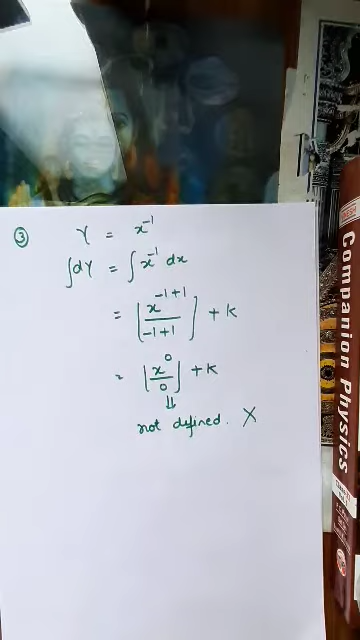 ③ Y = x⁻¹
∫dY = ∫ x⁻¹ dx
= [x⁻¹⁺¹/-1+1] + k
= [x⁰/0] + k
⇓
not defined. X
Companion Physics